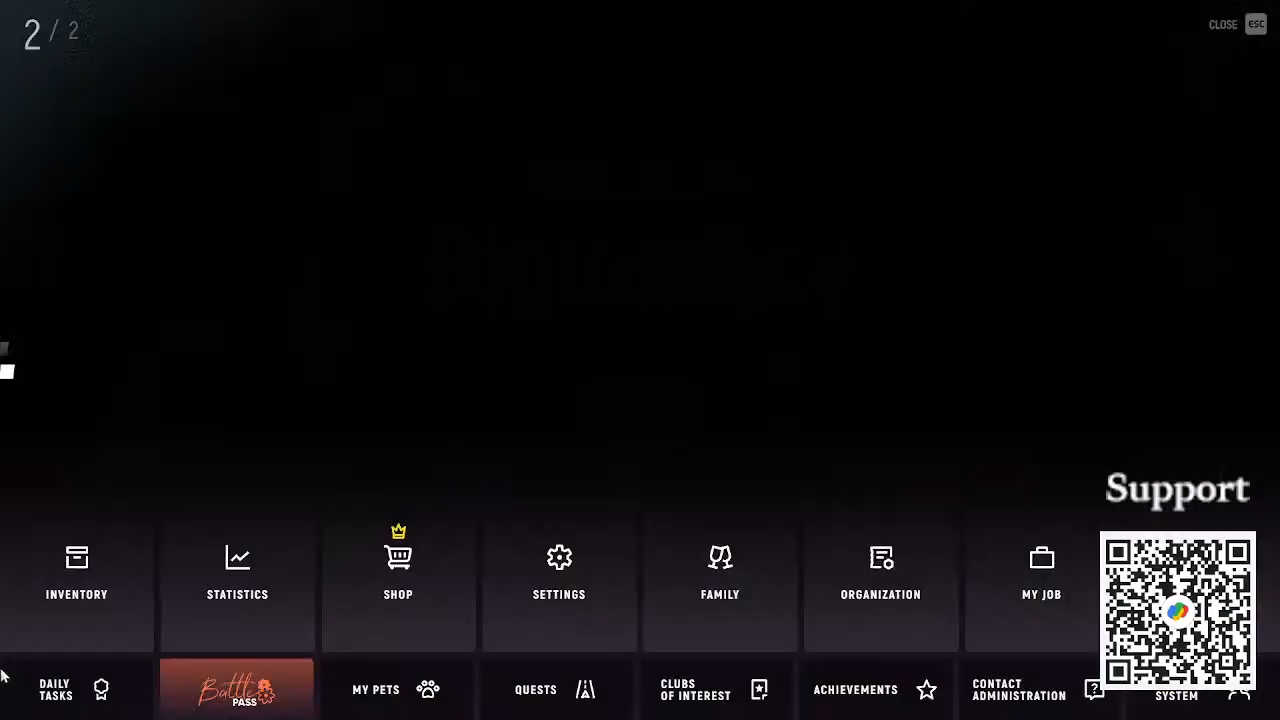 2 / 2
CLOSE ESC
Support
INVENTORY
STATISTICS
SHOP
SETTINGS
FAMILY
ORGANIZATION
MY JOB
DAILY
TASKS
Battle
PASS
MY PETS
QUESTS
CLUBS
OF INTEREST
ACHIEVEMENTS
CONTACT
ADMINISTRATION
SYSTEM